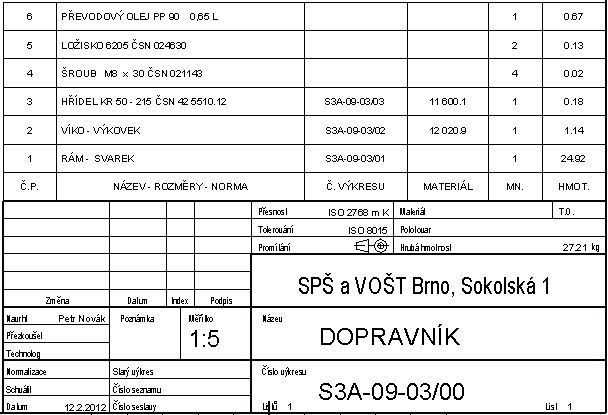 6 PŘEVODOVÝ OLEJ PP 90 0,65 L 1 0.67
5 LOŽISKO 6205 ČSN 024630 2 0.13
4 ŠROUB M8 x 30 ČSN 021143 4 0.02
3 HŘÍDEL KR 50 - 215 ČSN 42 5510.12 S3A-09-03/03 11 600.1 1 0.18
2 VÍKO - VÝKOVEK S3A-09-03/02 12 020.9 1 1.14
1 RÁM - SVAREK S3A-09-03/01 1 24.92
Č.P. NÁZEV - ROZMĚRY - NORMA Č. VÝKRESU MATERIÁL MN. HMOT.
Přesnost ISO 2768 m K Materiál T.O.
Tolerování ISO 8015 Polotovar
Promítání Hrubá hmotnost 27.21 kg
SPŠ a VOŠT Brno, Sokolská 1
Změna Datum Index Podpis
Navrhl Petr Novák Poznámka Měřítko Název
Přezkoušel 1:5 DOPRAVNÍK
Technolog
Normalizace Starý výkres Číslo výkresu
Schválil Číslo seznamu S3A-09-03/00
Datum 12.2.2012 Číslo sestavy Listů 1 List 1